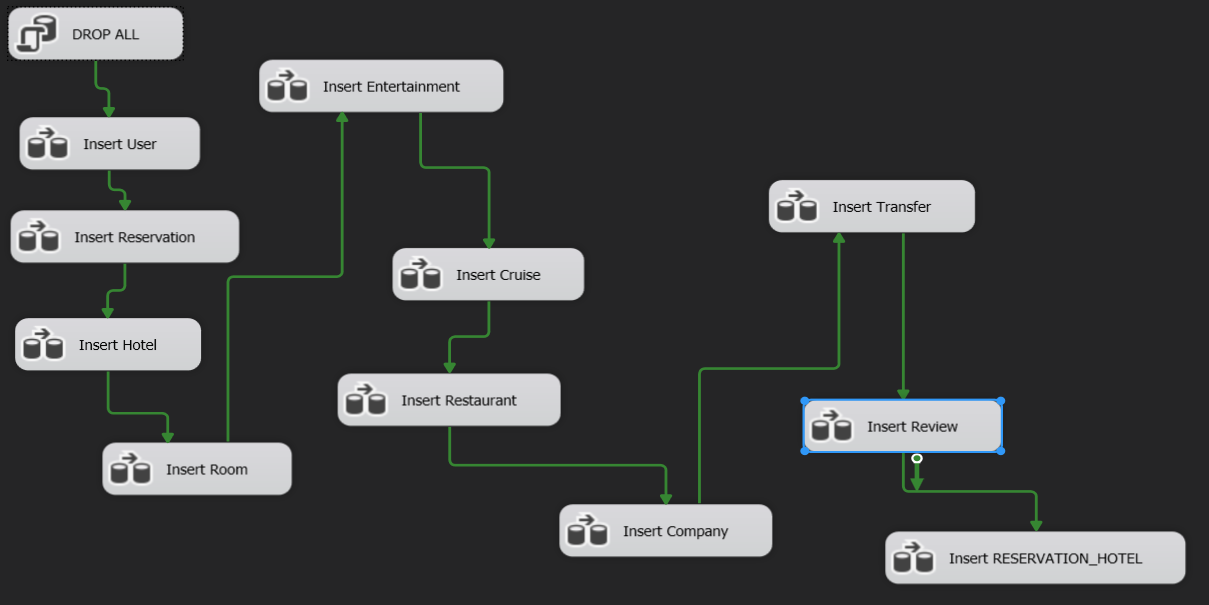 DROP ALL
Insert User
Insert Reservation
Insert Hotel
Insert Room
Insert Entertainment
Insert Cruise
Insert Restaurant
Insert Company
Insert Transfer
Insert Review
Insert RESERVATION_HOTEL